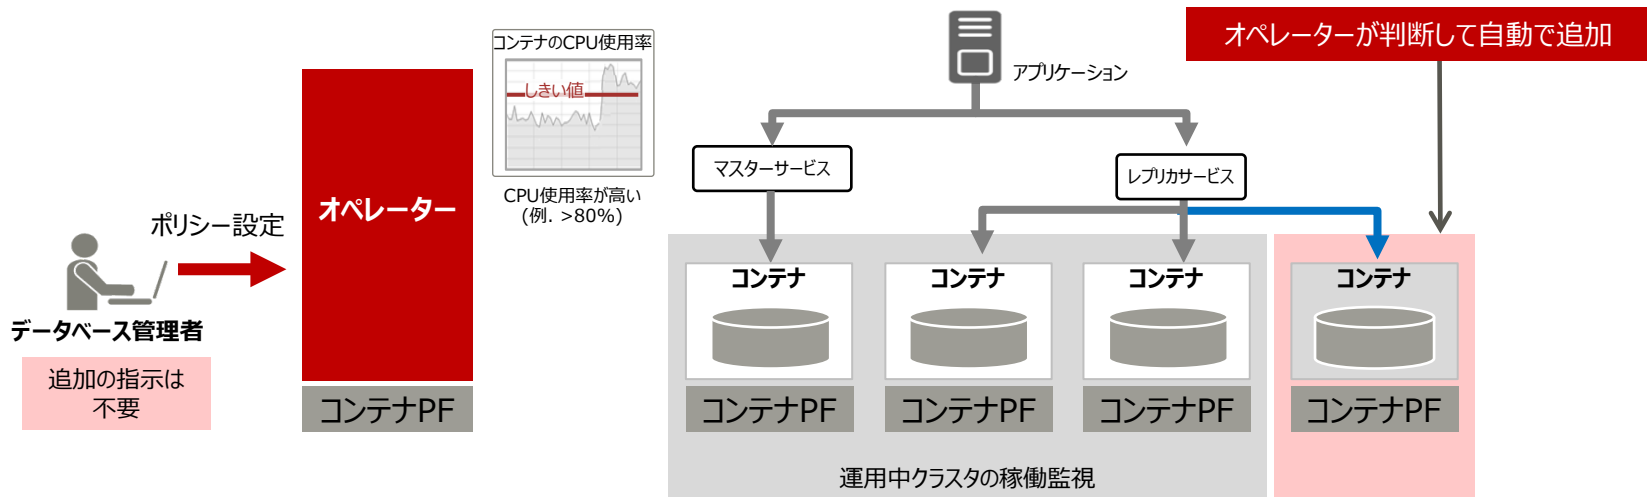 コンテナのCPU使用率
しきい値
CPU使用率が高い
(例. >80%)
オペレーターが判断して自動で追加
アプリケーション
マスターサービス
レプリカサービス
オペレーター
ポリシー設定
データベース管理者
追加の指示は
不要
コンテナPF
コンテナ
コンテナ
コンテナ
コンテナ
コンテナPF
コンテナPF
コンテナPF
コンテナPF
運用中クラスタの稼働監視